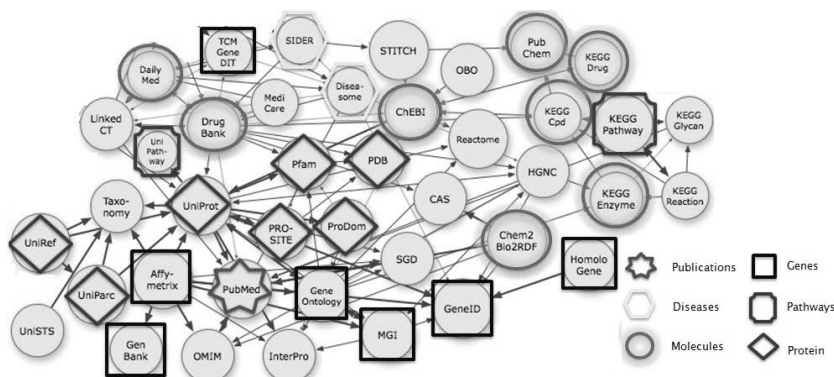 TCM
Gene
DIT
SIDER
STITCH
Pub
Chem
KEGG
Drug
Daily
Med
Disea-
some
OBO
Medi
Care
ChEBI
KEGG
Cpd
KEGG
Pathway
KEGG
Glycan
Linked
CT
Drug
Bank
Uni
Path-
way
Reactome
Pfam
PDB
HGNC
KEGG
Enzyme
KEGG
Reaction
Taxo-
nomy
UniProt
CAS
UniRef
PRO-
SITE
ProDom
Chem2
Bio2RDF
SGD
Homolo
Gene
Publications
Genes
UniParc
Affy-
metrix
PubMed
Gene
Ontology
GeneID
Diseases
Pathways
UniSTS
Gen
Bank
OMIM
InterPro
MGI
Molecules
Protein